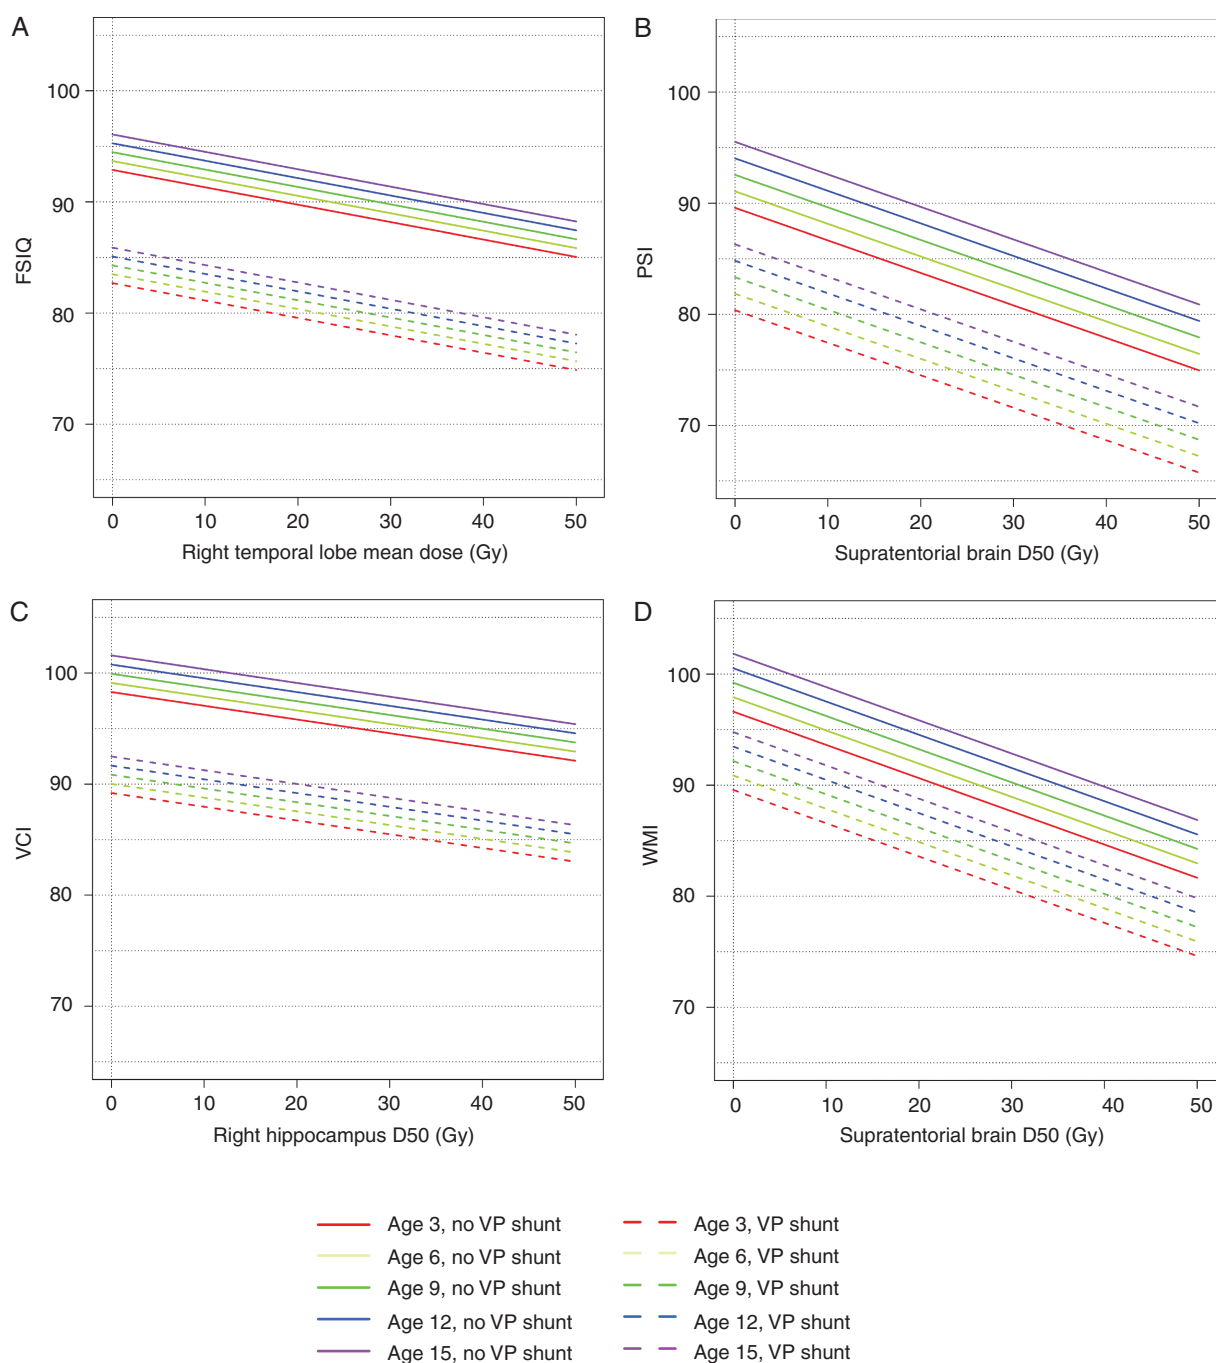 A
B
100
90
80
70
FSIQ
0 10 20 30 40 50
Right temporal lobe mean dose (Gy)
100
90
80
70
PSI
0 10 20 30 40 50
Supratentorial brain D50 (Gy)
C
D
100
90
80
70
VCI
0 10 20 30 40 50
Right hippocampus D50 (Gy)
100
90
80
70
WMI
0 10 20 30 40 50
Supratentorial brain D50 (Gy)
Age 3, no VP shunt
Age 6, no VP shunt
Age 9, no VP shunt
Age 12, no VP shunt
Age 15, no VP shunt
Age 3, VP shunt
Age 6, VP shunt
Age 9, VP shunt
Age 12, VP shunt
Age 15, VP shunt